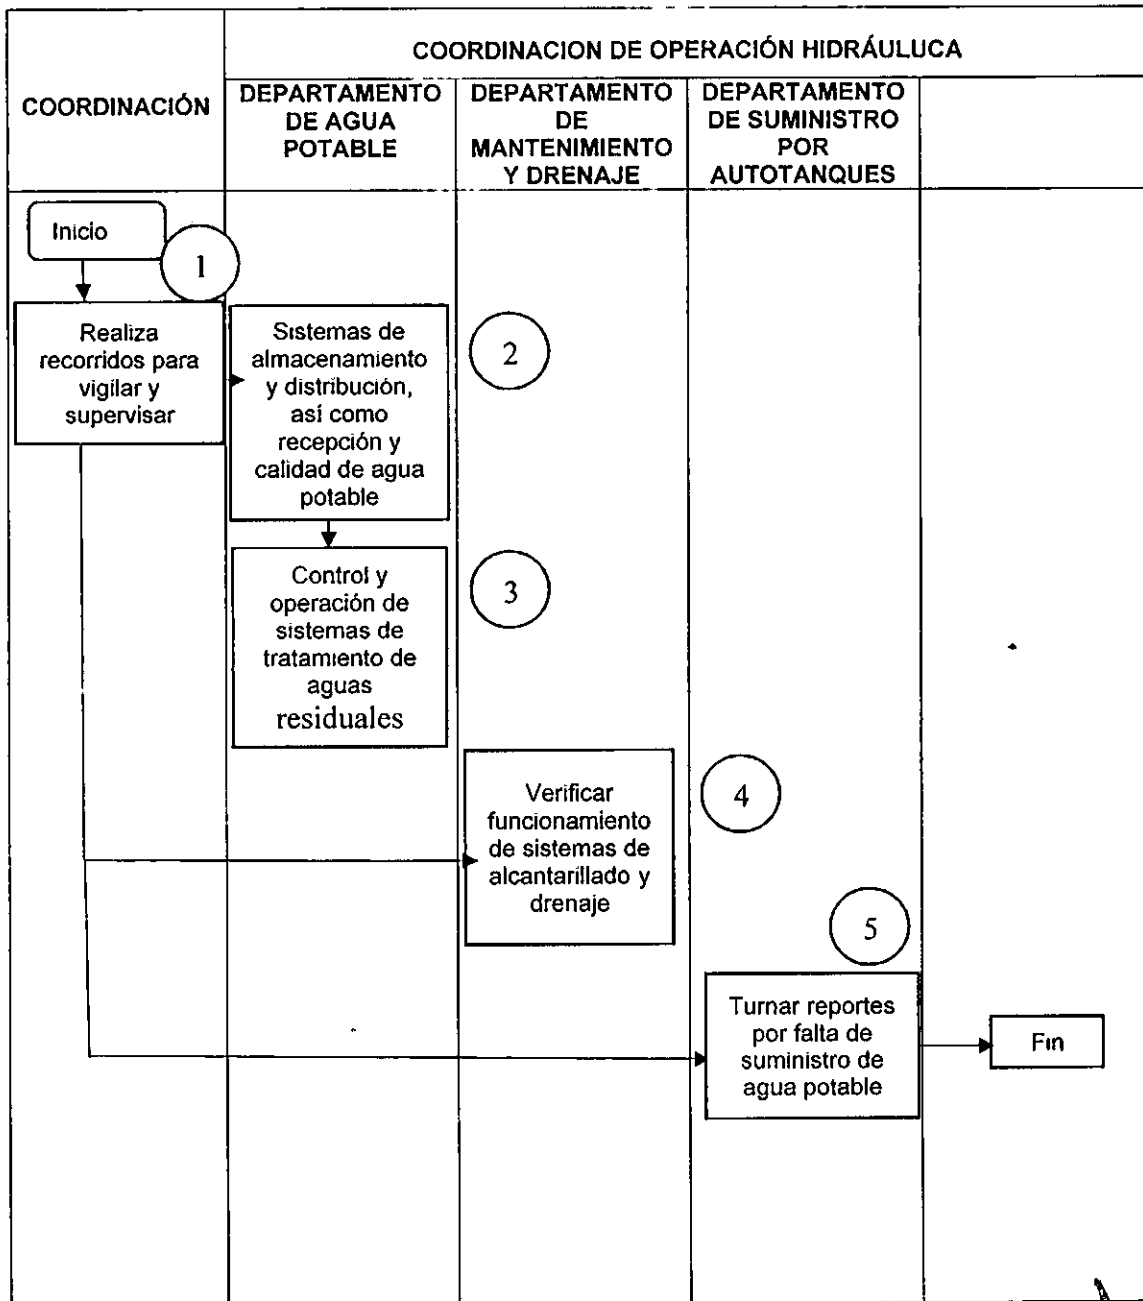 COORDINACION DE OPERACIÓN HIDRÁULUCA
COORDINACIÓN
DEPARTAMENTO
DE AGUA
POTABLE
DEPARTAMENTO
DE
MANTENIMIENTO
Y DRENAJE
DEPARTAMENTO
DE SUMINISTRO
POR
AUTOTANQUES
Inicio
1
Realiza
recorridos para
vigilar y
supervisar
Sistemas de
almacenamiento
y distribución,
así como
recepción y
calidad de agua
potable
2
Control y
operación de
sistemas de
tratamiento de
aguas
residuales
3
Verificar
funcionamiento
de sistemas de
alcantarillado y
drenaje
4
5
Turnar reportes
por falta de
suministro de
agua potable
Fin